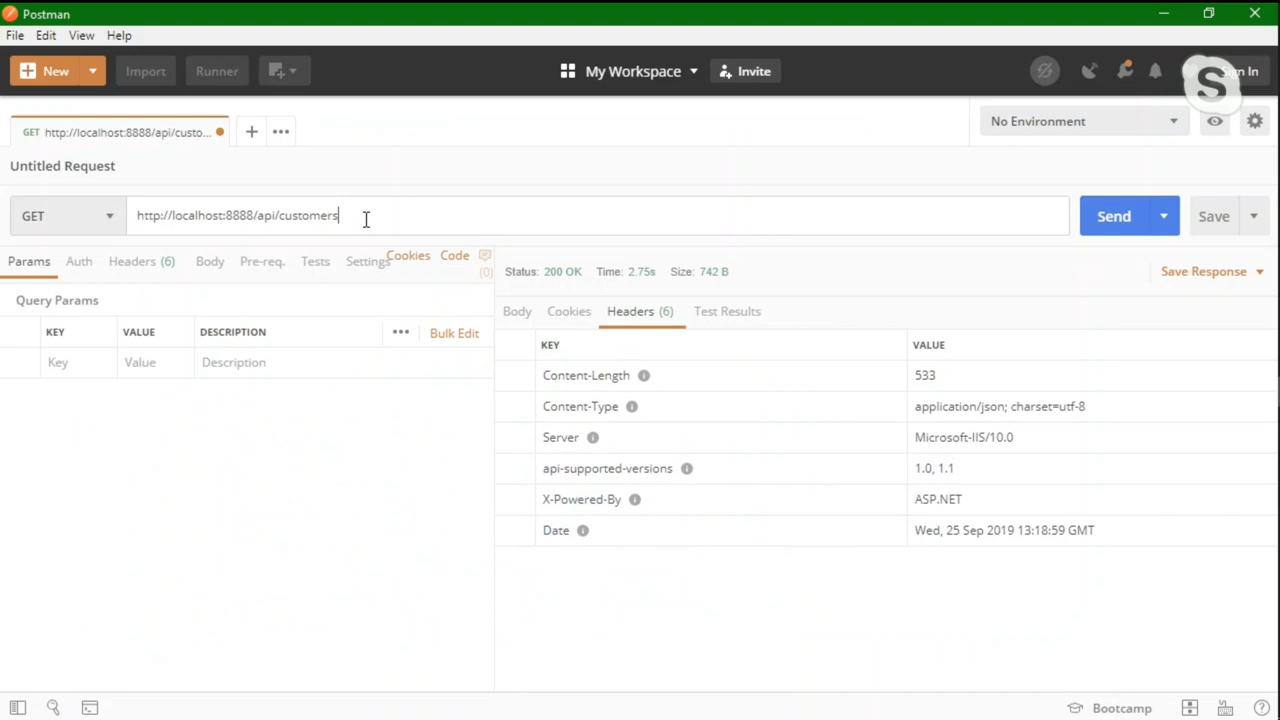 Postman
File Edit View Help
New Import Runner My Workspace Invite Sign In
GET http://localhost:8888/api/custo... No Environment
Untitled Request
GET http://localhost:8888/api/customers Send Save
Params Auth Headers (6) Body Pre-req. Tests Settings Cookies Code (0)
Status: 200 OK Time: 2.75s Size: 742 B Save Response
Query Params
Body Cookies Headers (6) Test Results
KEY VALUE DESCRIPTION ••• Bulk Edit
Key Value Description
KEY VALUE
Content-Length 533
Content-Type application/json; charset=utf-8
Server Microsoft-IIS/10.0
api-supported-versions 1.0, 1.1
X-Powered-By ASP.NET
Date Wed, 25 Sep 2019 13:18:59 GMT
Bootcamp